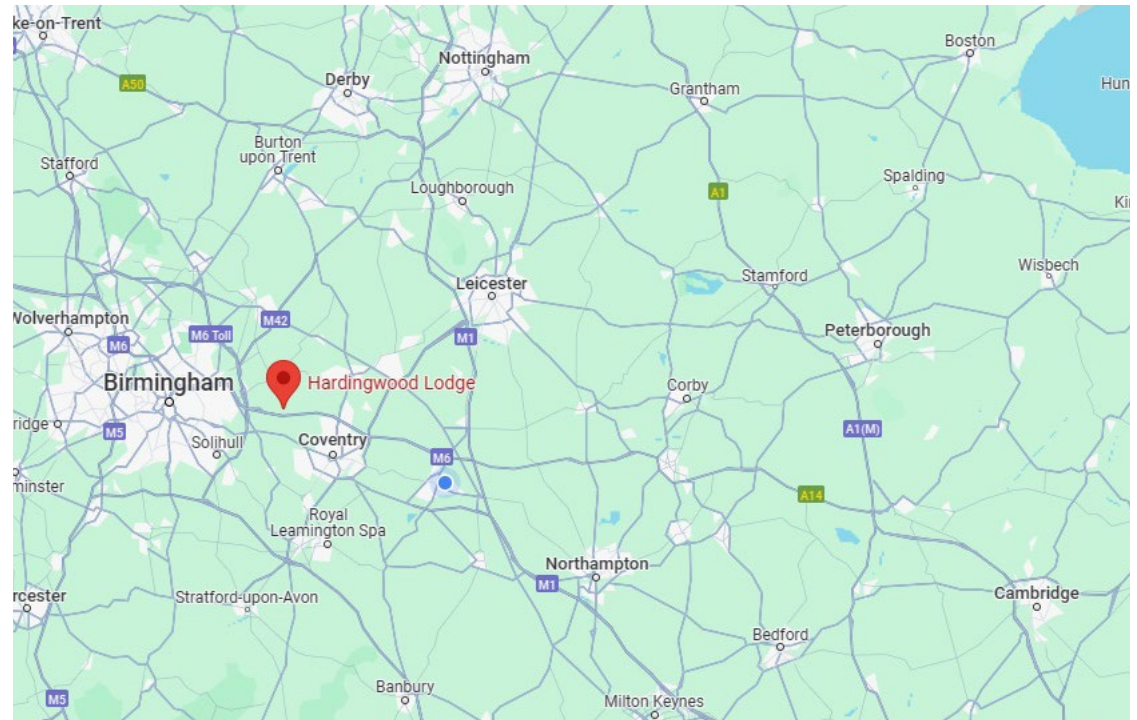 ke-on-Trent
Nottingham
Boston
Derby
A50
Grantham
Hun
Burton
upon Trent
Stafford
Loughborough
A1
Spalding
Ki
Leicester
Stamford
Wisbech
Wolverhampton
M42
M6 Toll
M6
M1
Peterborough
Birmingham
Hardingwood Lodge
Corby
ridge
M5
Solihull
Coventry
A1(M)
M6
minster
A14
Royal
Leamington Spa
Northampton
M1
rcester
Stratford-upon-Avon
Cambridge
Bedford
Banbury
M5
Milton Keynes